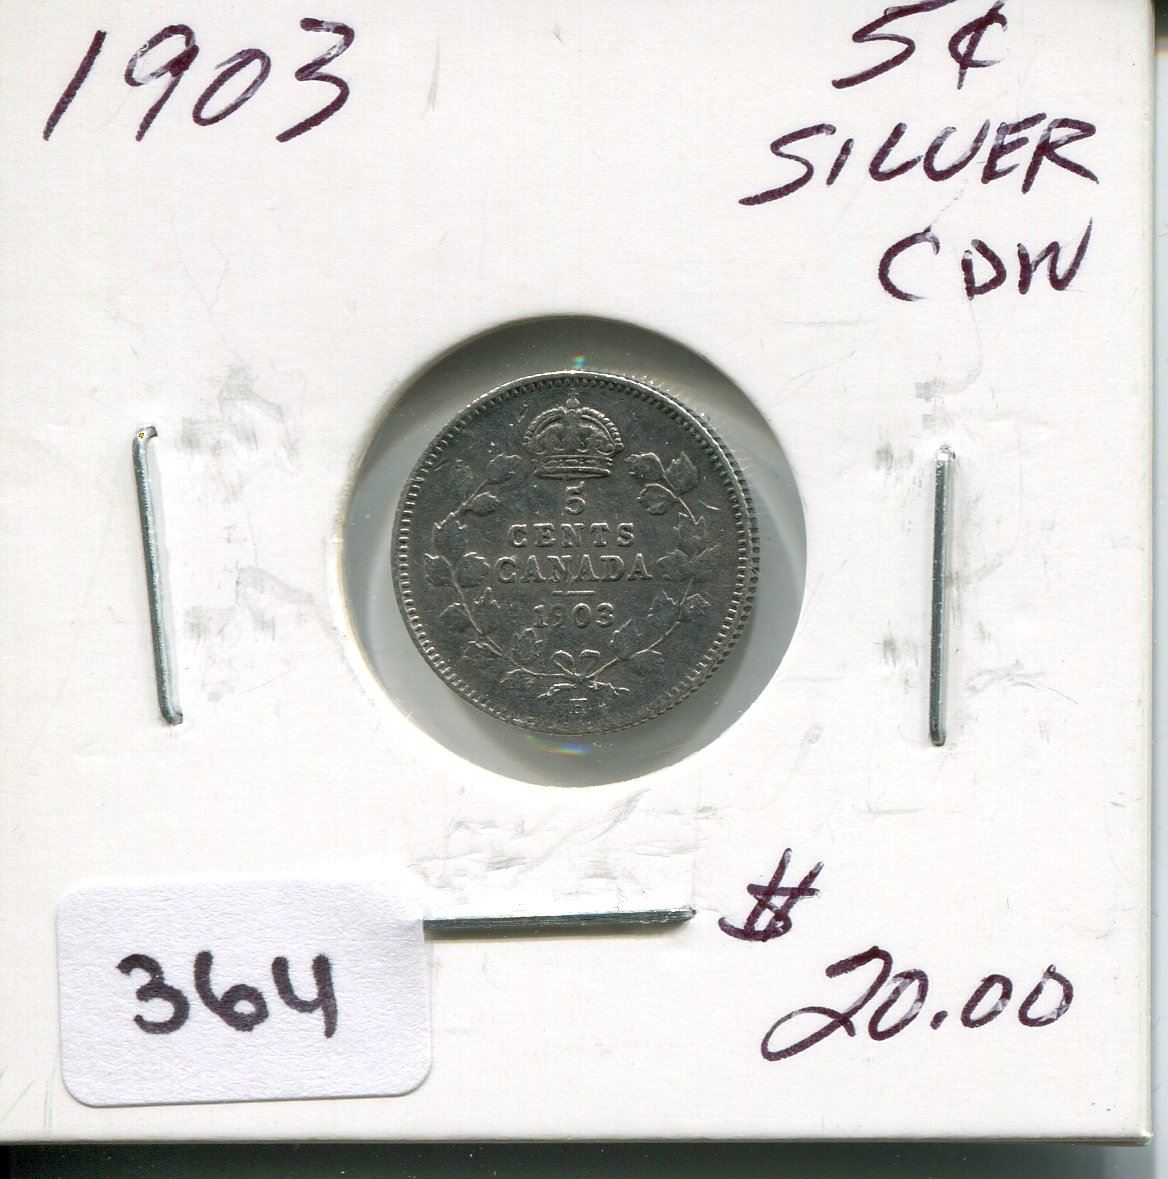 1903
5¢
SILVER
CDN
5
CENTS
CANADA
1903
H
$
20.00
364